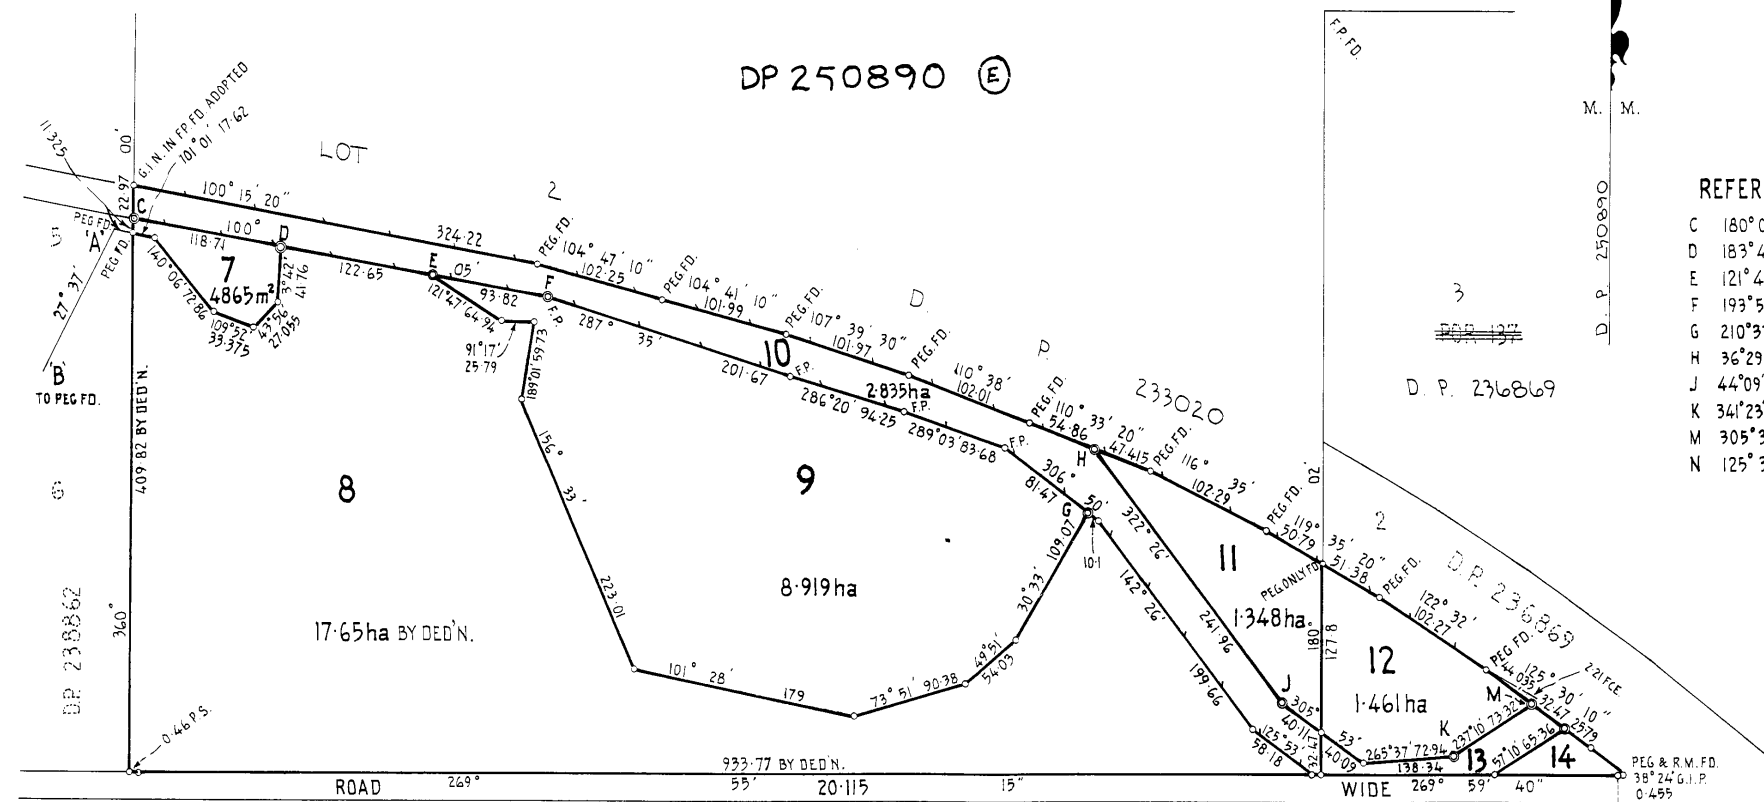 DP 250890 (E)
LOT 2 D. P. 233020
F.P. FD.
M. M.
D. P. 250890
3
POR 137
D. P. 236869
2
D.P. 236869
REFER
C 180°0
D 183°4
E 121°4
F 193°5
G 210°3
H 36°29
J 44°09'
K 341°23
M 305°3
N 125°3
11.325
00'
22.97
G.I.N. IN F.P. FD. ADOPTED
101° 01' 17.62
C
PEG FD.
'A'
PEG FD.
5
27° 37'
'B'
TO PEG FD.
6
D.P. 238862
409.82 BY DED'N.
360°
0.46 P.S.
100° 15' 20"
324.22
PEG. FD.
104° 47' 10"
102.25
PEG. FD.
104° 41' 10"
101.99
PEG. FD.
107° 39' 30"
101.97
PEG. FD.
110° 38'
102.01
PEG. FD.
110° 33' 20"
54.86
47.415
PEG. FD.
116° 35'
102.29
PEG. FD.
119° 35' 20"
50.79
51.38
PEG. FD.
122° 32'
102.27
PEG FD.
125° 30' 10"
44.035
32.47
25.79
2.21 FCE.
100° 05'
118.71
D
122.65
E
93.82
F
F.P.
287° 35'
201.67
F.P.
286° 20' 94.25
F.P.
289° 03' 83.68
F.P.
306° 50'
81.47
G
10.1
7
4865m²
140° 06' 72.86
109° 52'
33.375
43° 56'
27.055
3° 42'
41.76
121° 47' 64.94
91° 17'
25.79
189° 01' 59.73
156° 33'
223.01
101° 28'
179
73° 51' 90.38
49° 51'
54.03
30° 33'
109.07
8
17.65ha BY DED'N.
9
8.919ha
10
2.835ha
H
322° 26'
241.96
142° 26'
199.66
125° 53'
58.18
11
1.348ha
PEG. ONLY FD.
02'
180°
127.8
32.47
J
305° 53'
40.11
40.09
12
1.461ha
265° 37' 72.94
K
237° 10' 73.32
M
13
57° 10' 65.36
14
138.34
933.77 BY DED'N.
ROAD 269° 55' 20.115 15" WIDE 269° 59' 40"
PEG & R.M. FD.
38° 24' G.I.P.
0.455